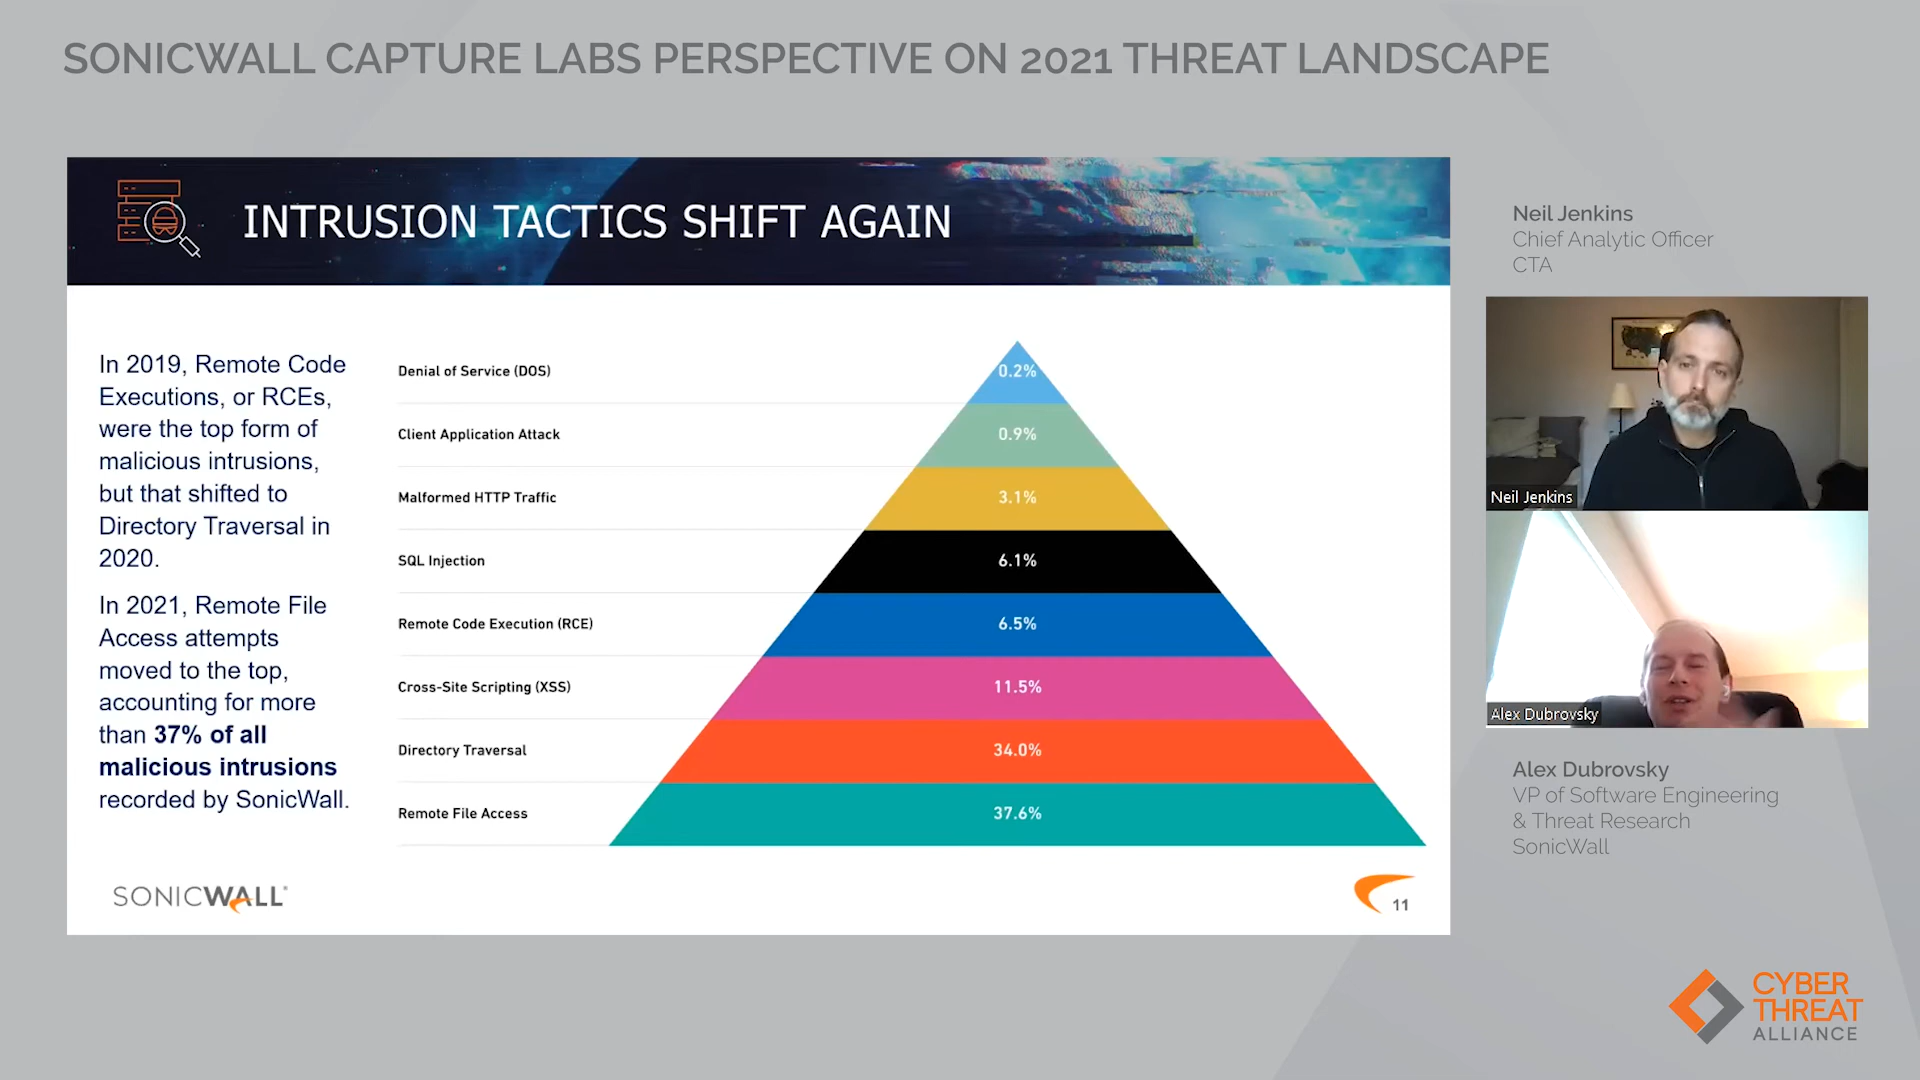 SONICWALL CAPTURE LABS PERSPECTIVE ON 2021 THREAT LANDSCAPE
INTRUSION TACTICS SHIFT AGAIN
In 2019, Remote Code
Executions, or RCEs,
were the top form of
malicious intrusions,
but that shifted to
Directory Traversal in
2020.
In 2021, Remote File
Access attempts
moved to the top,
accounting for more
than 37% of all
malicious intrusions
recorded by SonicWall.
Denial of Service (DOS) 0.2%
Client Application Attack 0.9%
Malformed HTTP Traffic 3.1%
SQL Injection 6.1%
Remote Code Execution (RCE) 6.5%
Cross-Site Scripting (XSS) 11.5%
Directory Traversal 34.0%
Remote File Access 37.6%
SONICWALL®
11
Neil Jenkins
Chief Analytic Officer
CTA
Neil Jenkins
Alex Dubrovsky
Alex Dubrovsky
VP of Software Engineering
& Threat Research
SonicWall
CYBER
THREAT
ALLIANCE